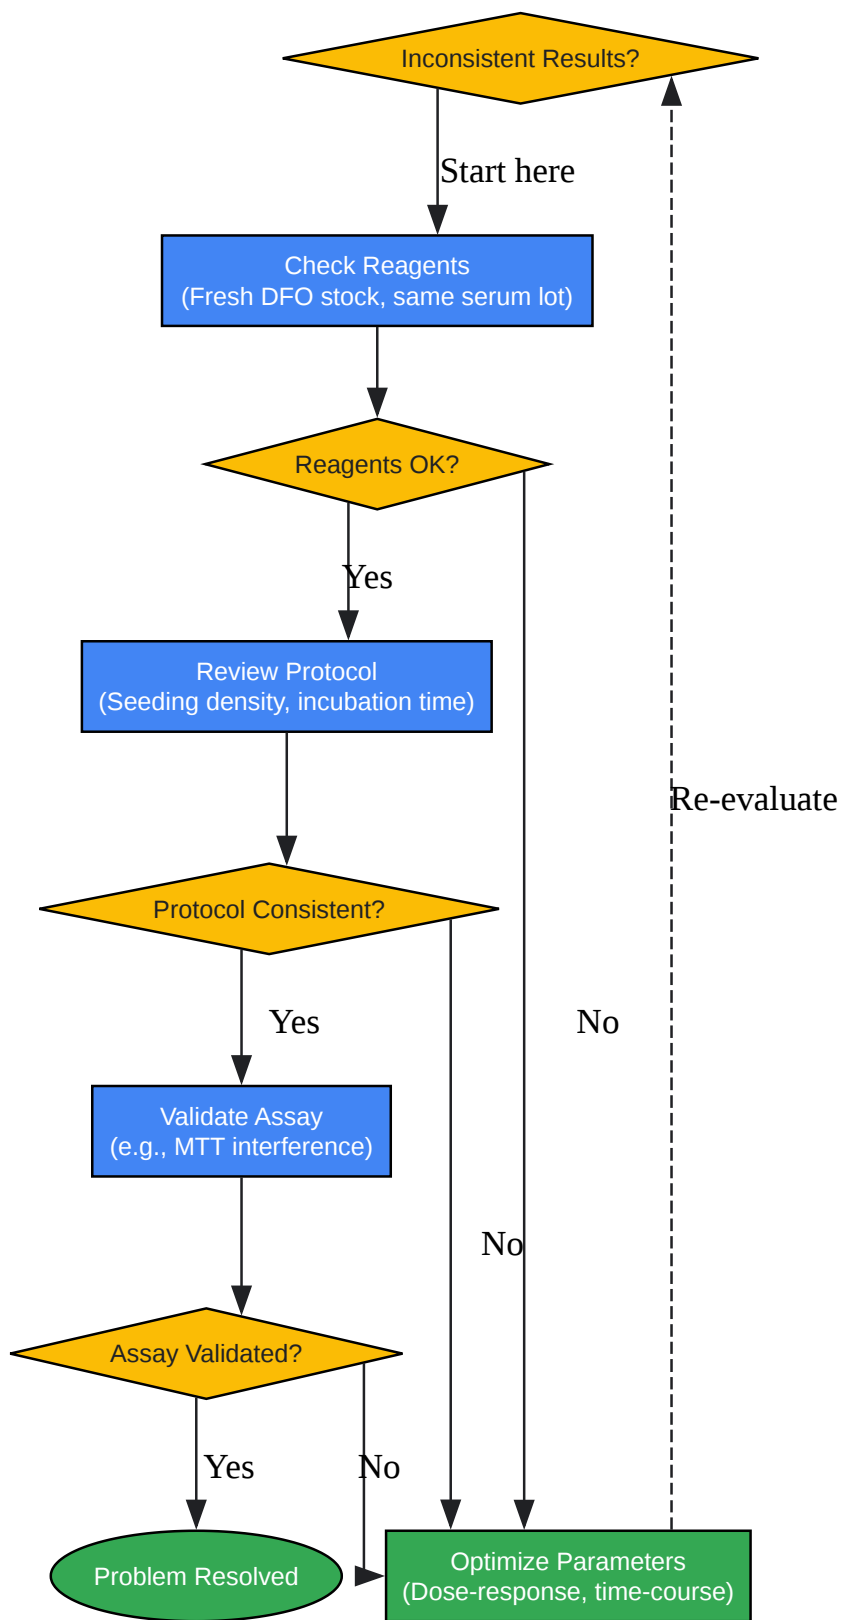 Inconsistent Results?
Start here
Check Reagents
(Fresh DFO stock, same serum lot)
Reagents OK?
Yes
Review Protocol
(Seeding density, incubation time)
Re-evaluate
Protocol Consistent?
Yes
No
Validate Assay
(e.g., MTT interference)
No
Assay Validated?
Yes
No
Problem Resolved
Optimize Parameters
(Dose-response, time-course)